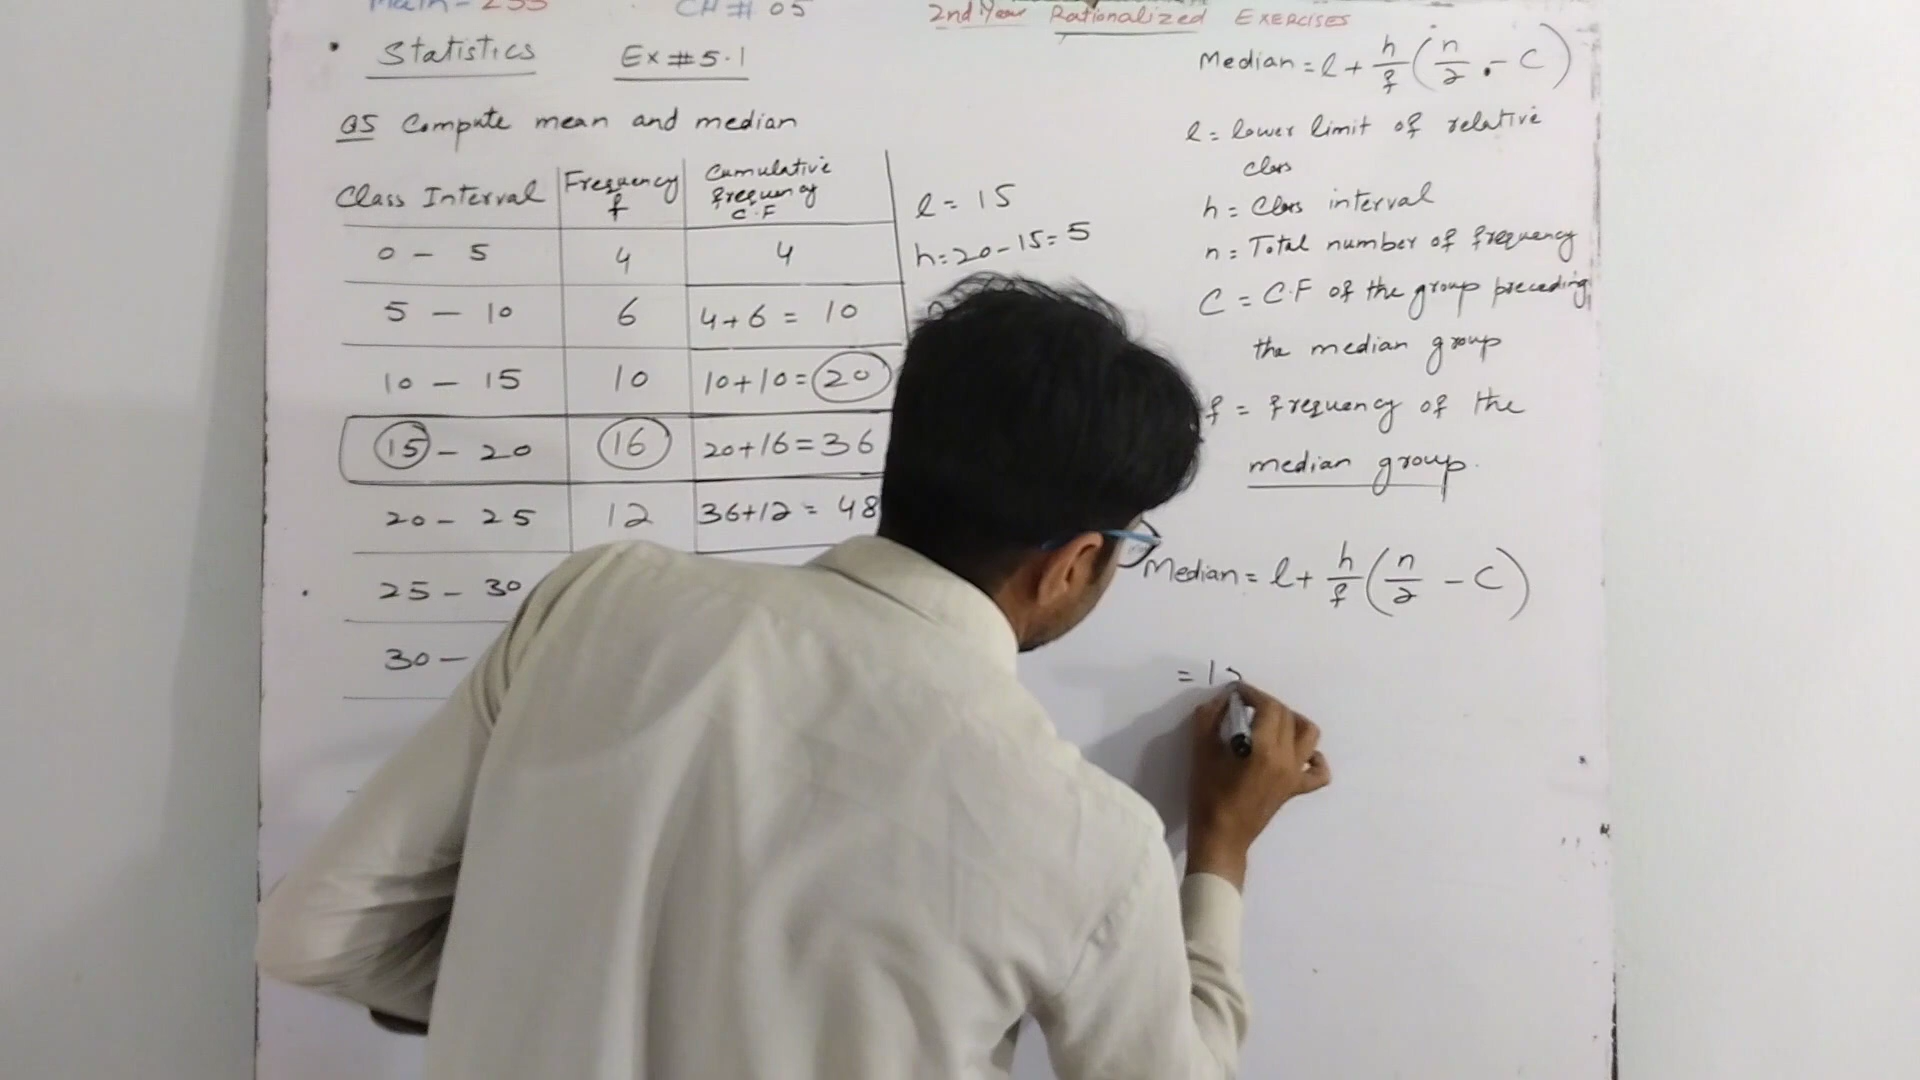 Math - 253 CH # 05 2nd Year Rationalized EXERCISES
Statistics Ex # 5.1
Q5 Compute mean and median
Class Interval Frequency f Cumulative frequency C.F
0 - 5 4 4
5 - 10 6 4+6 = 10
10 - 15 10 10+10=20
15 - 20 16 20+16=36
20 - 25 12 36+12 = 48
25 - 30
30 -
l = 15
h=20-15=5
Median = l + h/f (n/2 - C)
l = lower limit of relative
class
h = Class interval
n = Total number of frequency
C = C.F of the group preceding
the median group
f = frequency of the
median group.
Median = l + h/f (n/2 - C)
= 1